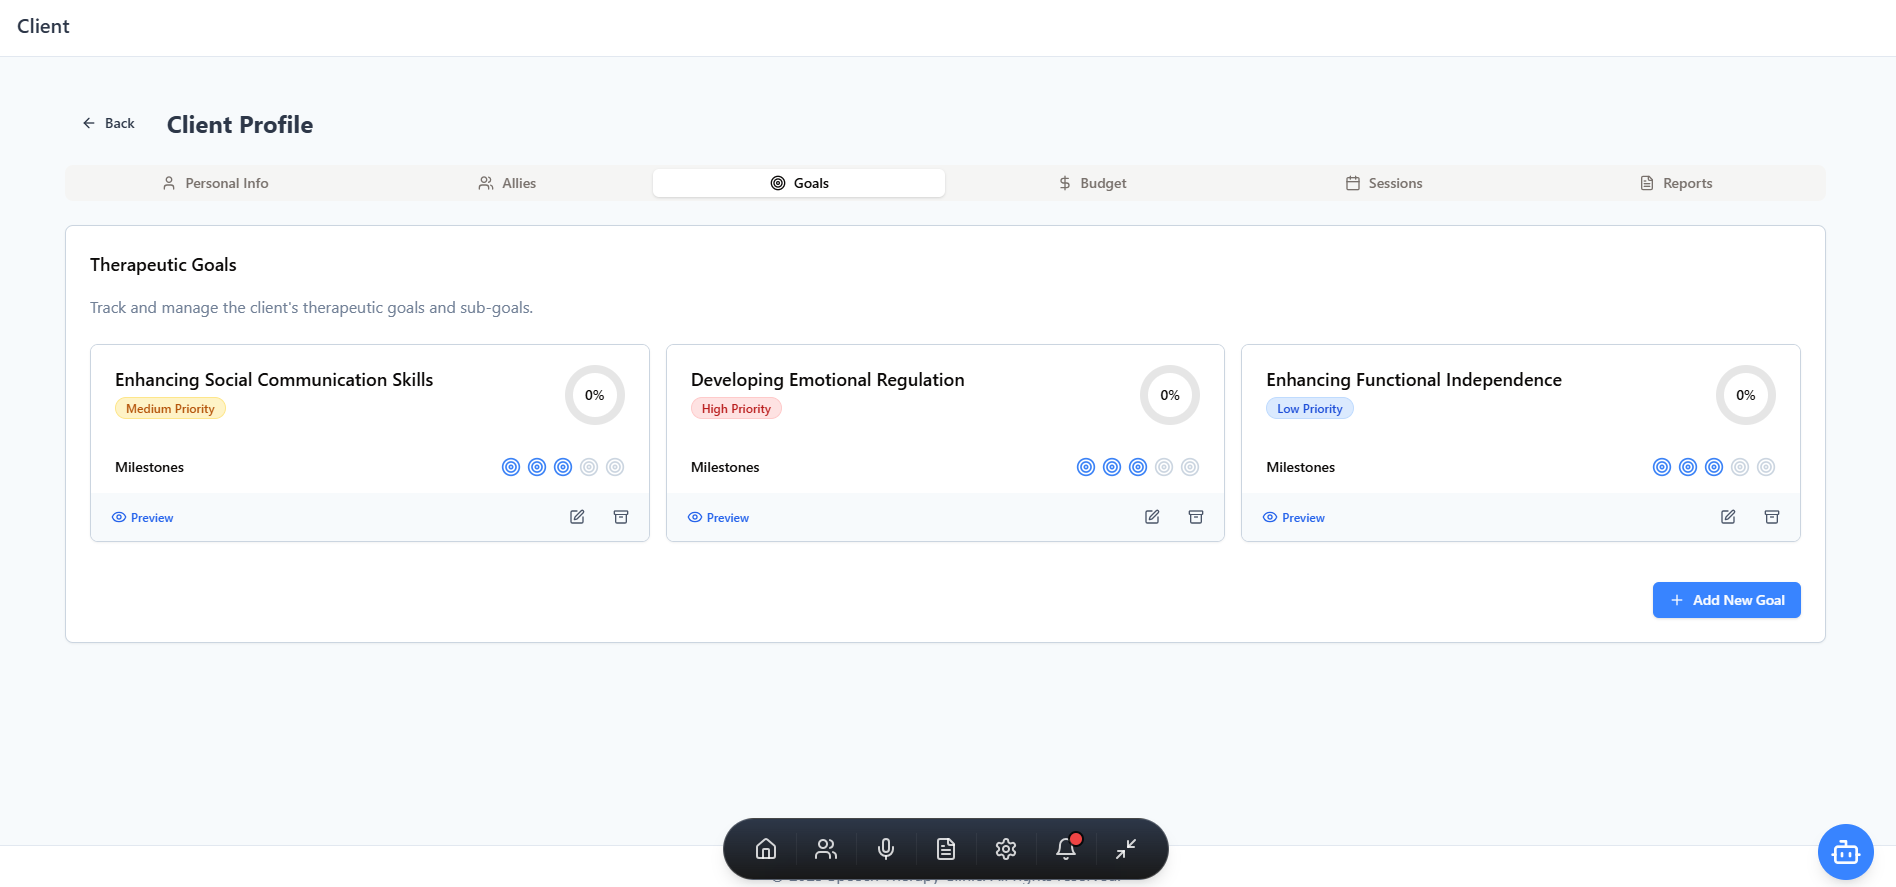 Client
Back
Client Profile
Personal Info
Allies
Goals
Budget
Sessions
Reports
Therapeutic Goals
Track and manage the client's therapeutic goals and sub-goals.
Enhancing Social Communication Skills
0%
Medium Priority
Milestones
Preview
Developing Emotional Regulation
0%
High Priority
Milestones
Preview
Enhancing Functional Independence
0%
Low Priority
Milestones
Preview
Add New Goal